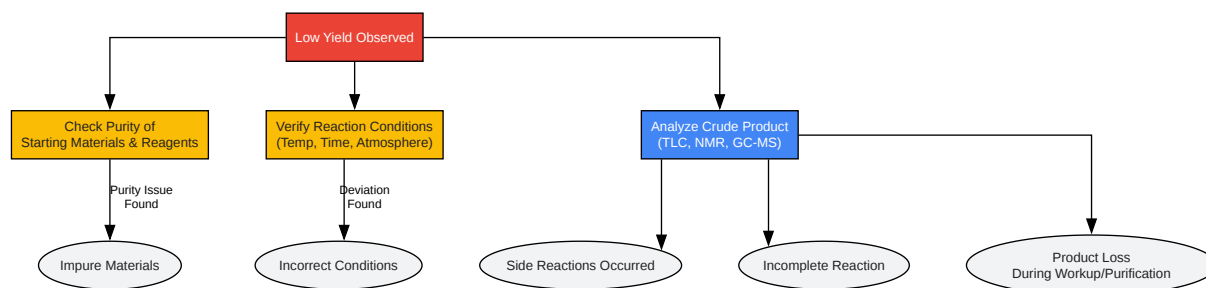 Low Yield Observed
Check Purity of
Starting Materials & Reagents
Verify Reaction Conditions
(Temp, Time, Atmosphere)
Analyze Crude Product
(TLC, NMR, GC-MS)
Purity Issue
Found
Deviation
Found
Impure Materials
Incorrect Conditions
Side Reactions Occurred
Incomplete Reaction
Product Loss
During Workup/Purification